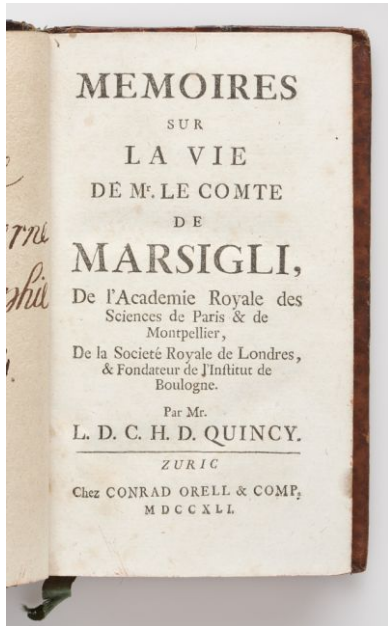 MEMOIRES
SUR
LA VIE
DE Mr. LE COMTE
DE
MARSIGLI,
De l'Academie Royale des
Sciences de Paris & de
Montpellier,
De la Societé Royale de Londres,
& Fondateur de l'Institut de
Boulogne.
Par Mr.
L. D. C. H. D. QUINCY.
ZURIC
Chez CONRAD ORELL & COMP.
MDCCXLI.